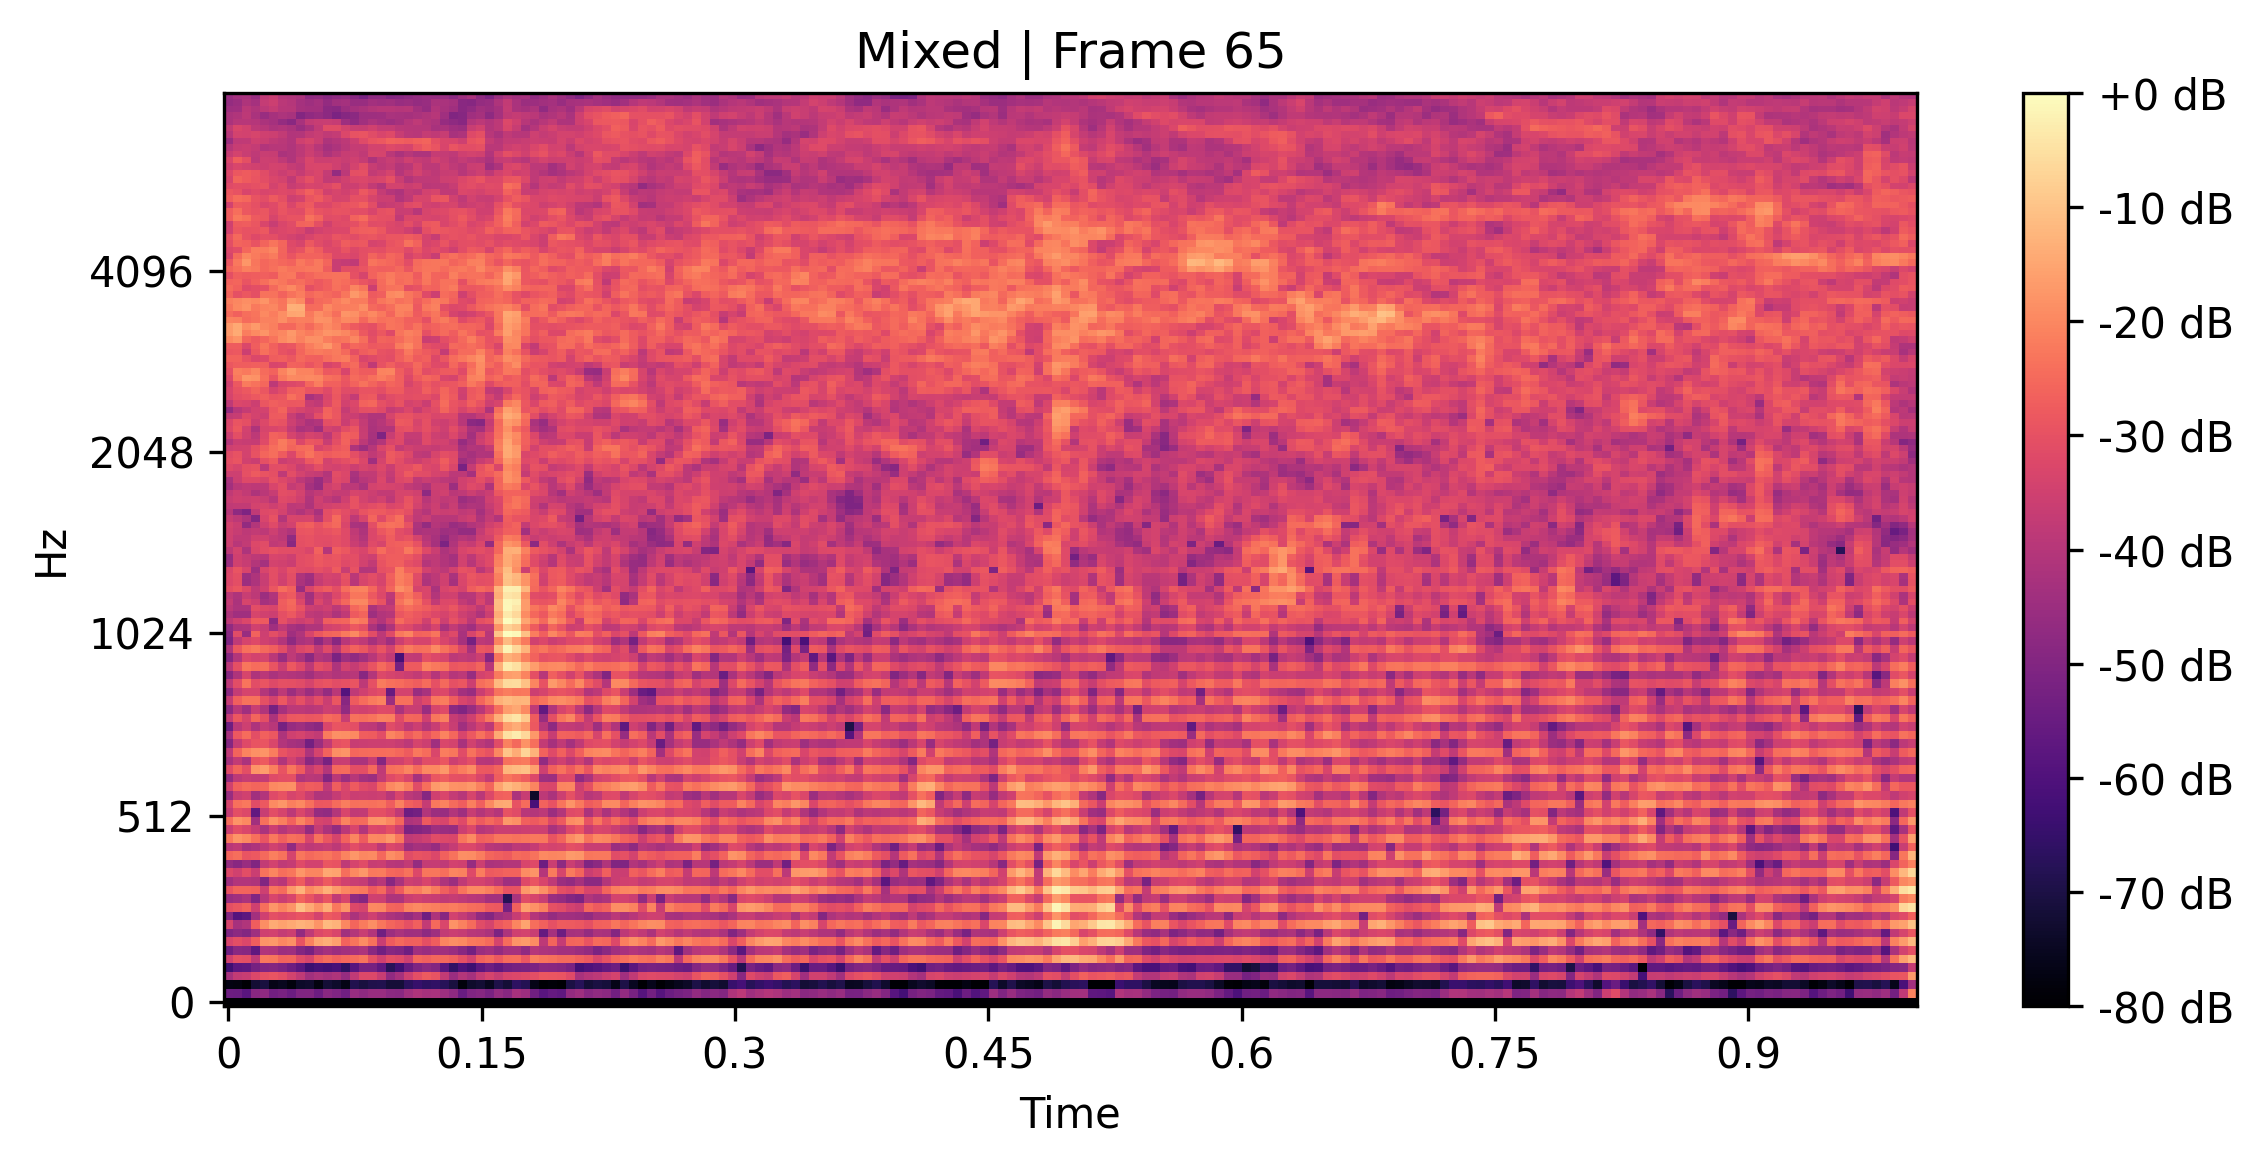 Mixed | Frame 65
+0 dB
4096
-10 dB
-20 dB
-30 dB
2048
-40 dB
Hz
1024
-50 dB
512
-60 dB
-70 dB
0
-80 dB
0 0.15 0.3 0.45 0.6 0.75 0.9
Time